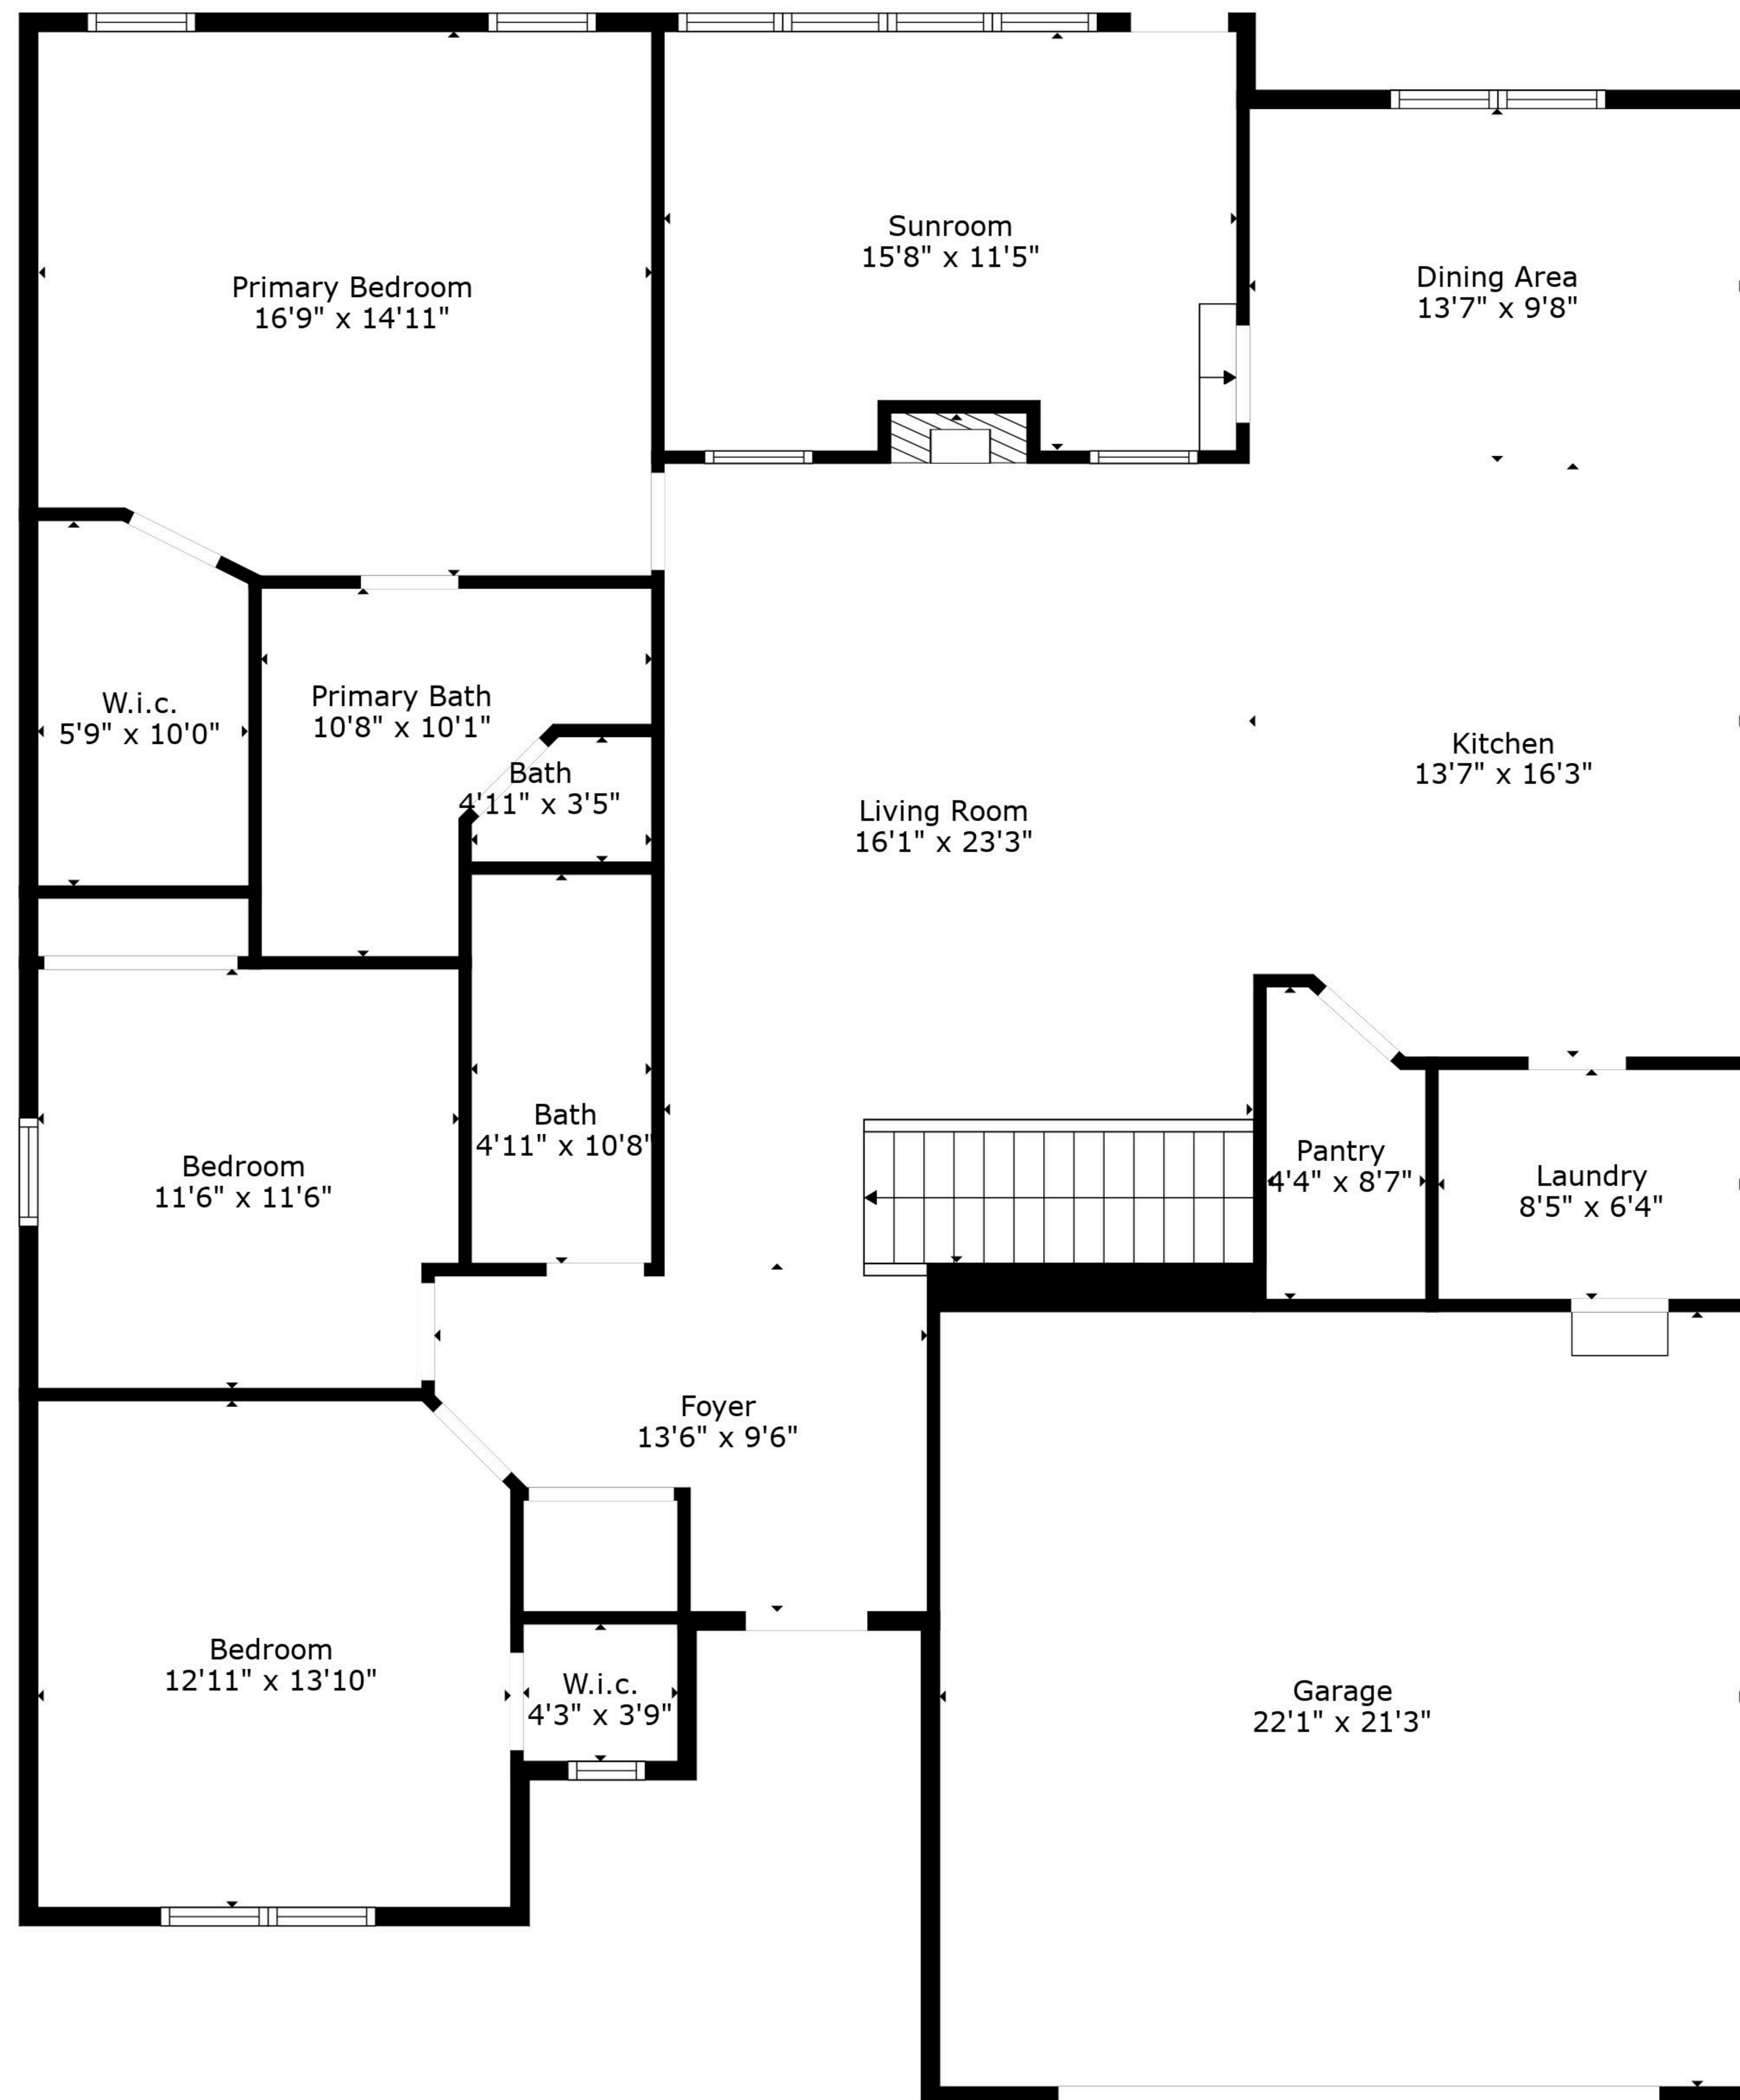 Sunroom
15'8" x 11'5"
Dining Area
13'7" x 9'8"
Primary Bedroom
16'9" x 14'11"
W.i.c.
5'9" x 10'0"
Primary Bath
10'8" x 10'1"
Bath
4'11" x 3'5"
Living Room
16'1" x 23'3"
Kitchen
13'7" x 16'3"
Bath
4'11" x 10'8"
Bedroom
11'6" x 11'6"
Pantry
4'4" x 8'7"
Laundry
8'5" x 6'4"
Foyer
13'6" x 9'6"
Bedroom
12'11" x 13'10"
W.i.c.
4'3" x 3'9"
Garage
22'1" x 21'3"